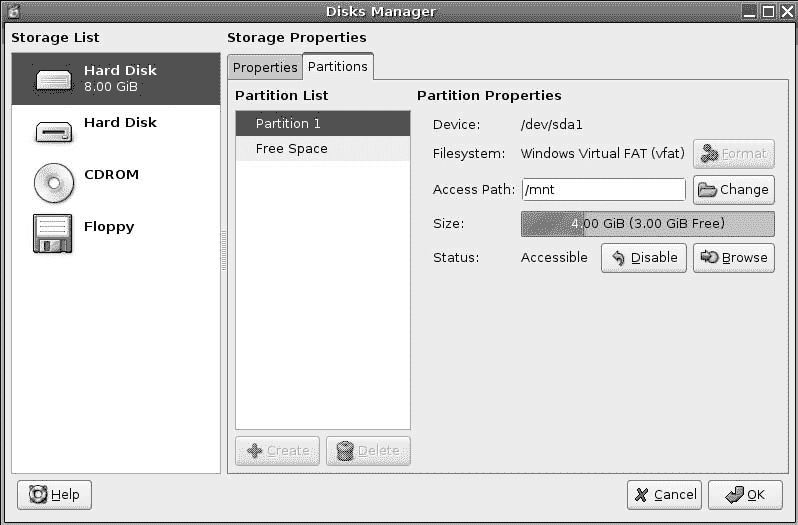 Disks Manager
Storage List
Hard Disk
8.00 GiB
Hard Disk
CDROM
Floppy
Storage Properties
Properties
Partitions
Partition List
Partition 1
Free Space
Create
Delete
Partition Properties
Device: /dev/sda1
Filesystem: Windows Virtual FAT (vfat) Format
Access Path: /mnt Change
Size: 4.00 GiB (3.00 GiB Free)
Status: Accessible Disable Browse
Help
Cancel
OK